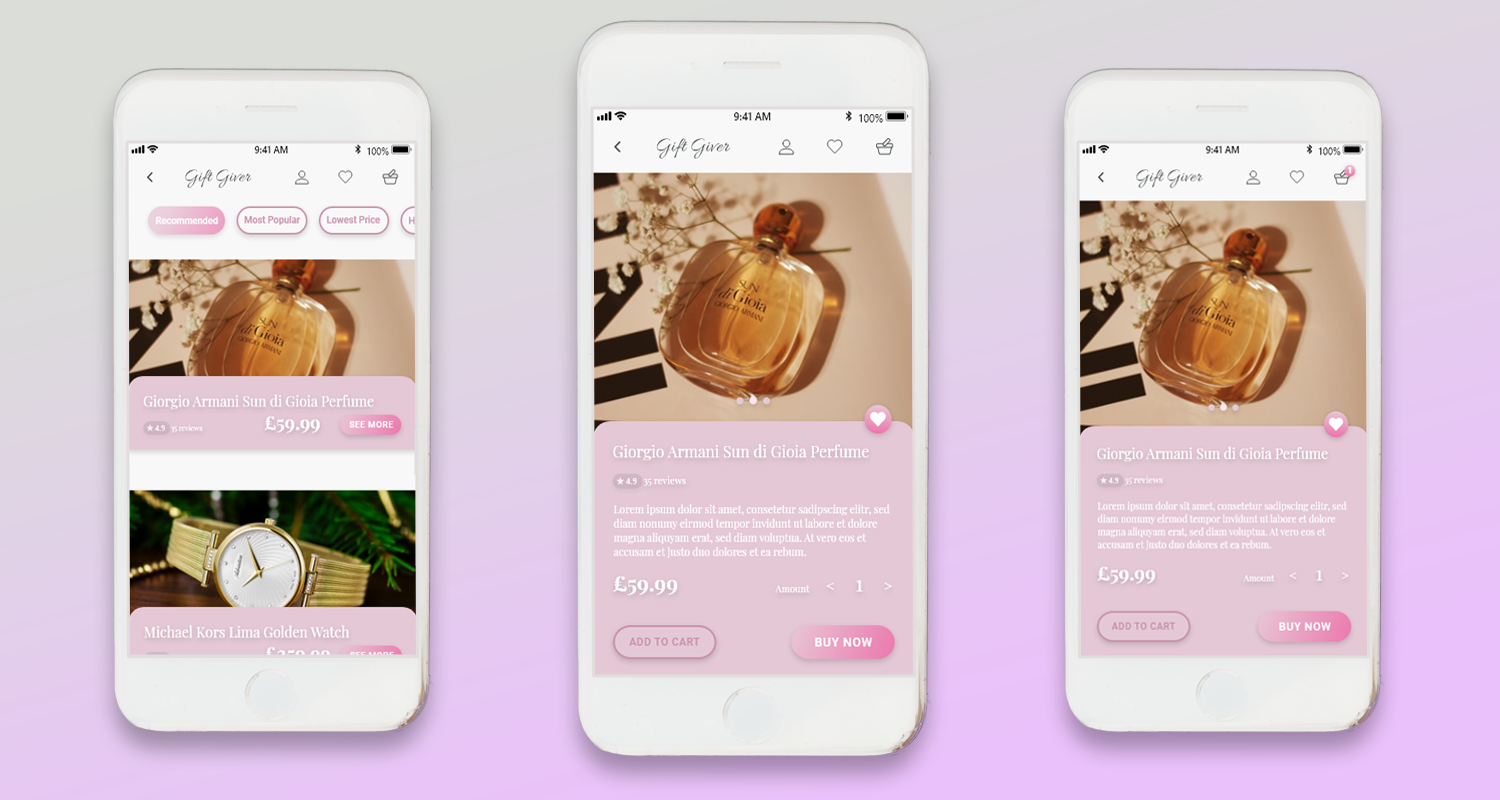 9:41 AM
100%
Gift Giver
Recommended
Most Popular
Lowest Price
H
SUN
di Gioia
GIORGIO ARMANI
Giorgio Armani Sun di Gioia Perfume
★ 4.9 35 reviews
£59.99
SEE MORE
Michael Kors Lima Golden Watch
SEE MORE
9:41 AM
100%
Gift Giver
SUN
di Gioia
GIORGIO ARMANI
Giorgio Armani Sun di Gioia Perfume
★ 4.9 35 reviews
Lorem ipsum dolor sit amet, consetetur sadipscing elitr, sed
diam nonumy eirmod tempor invidunt ut labore et dolore
magna aliquyam erat, sed diam voluptua. At vero eos et
accusam et justo duo dolores et ea rebum.
£59.99
Amount < 1 >
ADD TO CART
BUY NOW
9:41 AM
100%
Gift Giver
1
SUN
di Gioia
GIORGIO ARMANI
Giorgio Armani Sun di Gioia Perfume
★ 4.9 35 reviews
Lorem ipsum dolor sit amet, consetetur sadipscing elitr, sed
diam nonumy eirmod tempor invidunt ut labore et dolore
magna aliquyam erat, sed diam voluptua. At vero eos et
accusam et justo duo dolores et ea rebum.
£59.99
Amount < 1 >
ADD TO CART
BUY NOW